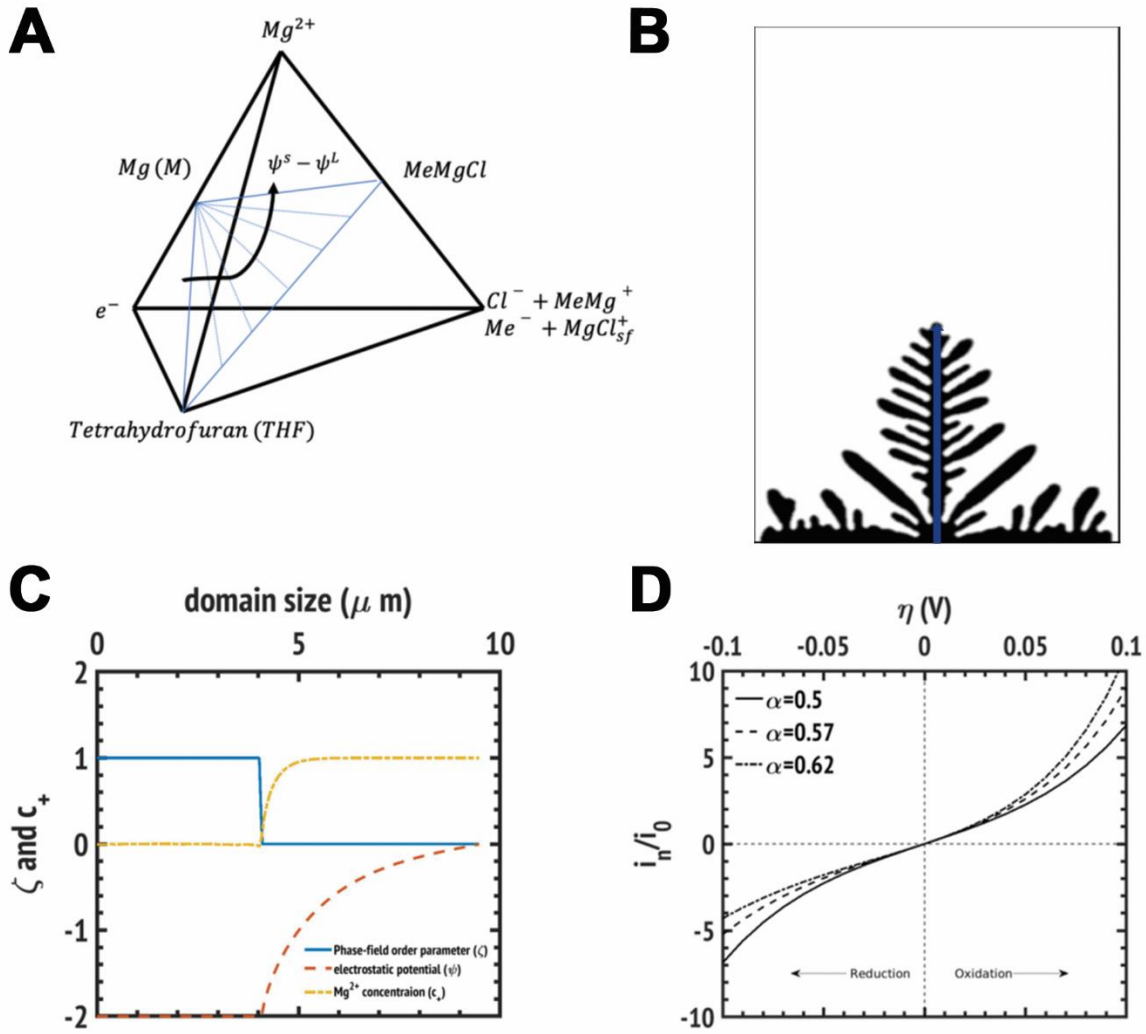 A
Mg²⁺
Mg (M)
ψˢ − ψᴸ
MeMgCl
e⁻
Cl⁻ + MeMg⁺
Me⁻ + MgCl⁺sf
Tetrahydrofuran (THF)
B
C
domain size (μ m)
0 5 10
2
1
0
-1
-2
ζ and c₊
Phase-field order parameter (ζ)
electrostatic potential (ψ)
Mg²⁺ concentraion (c₊)
D
η (V)
-0.1 -0.05 0 0.05 0.1
10
5
0
-5
-10
iₙ/i₀
α=0.5
α=0.57
α=0.62
Reduction Oxidation